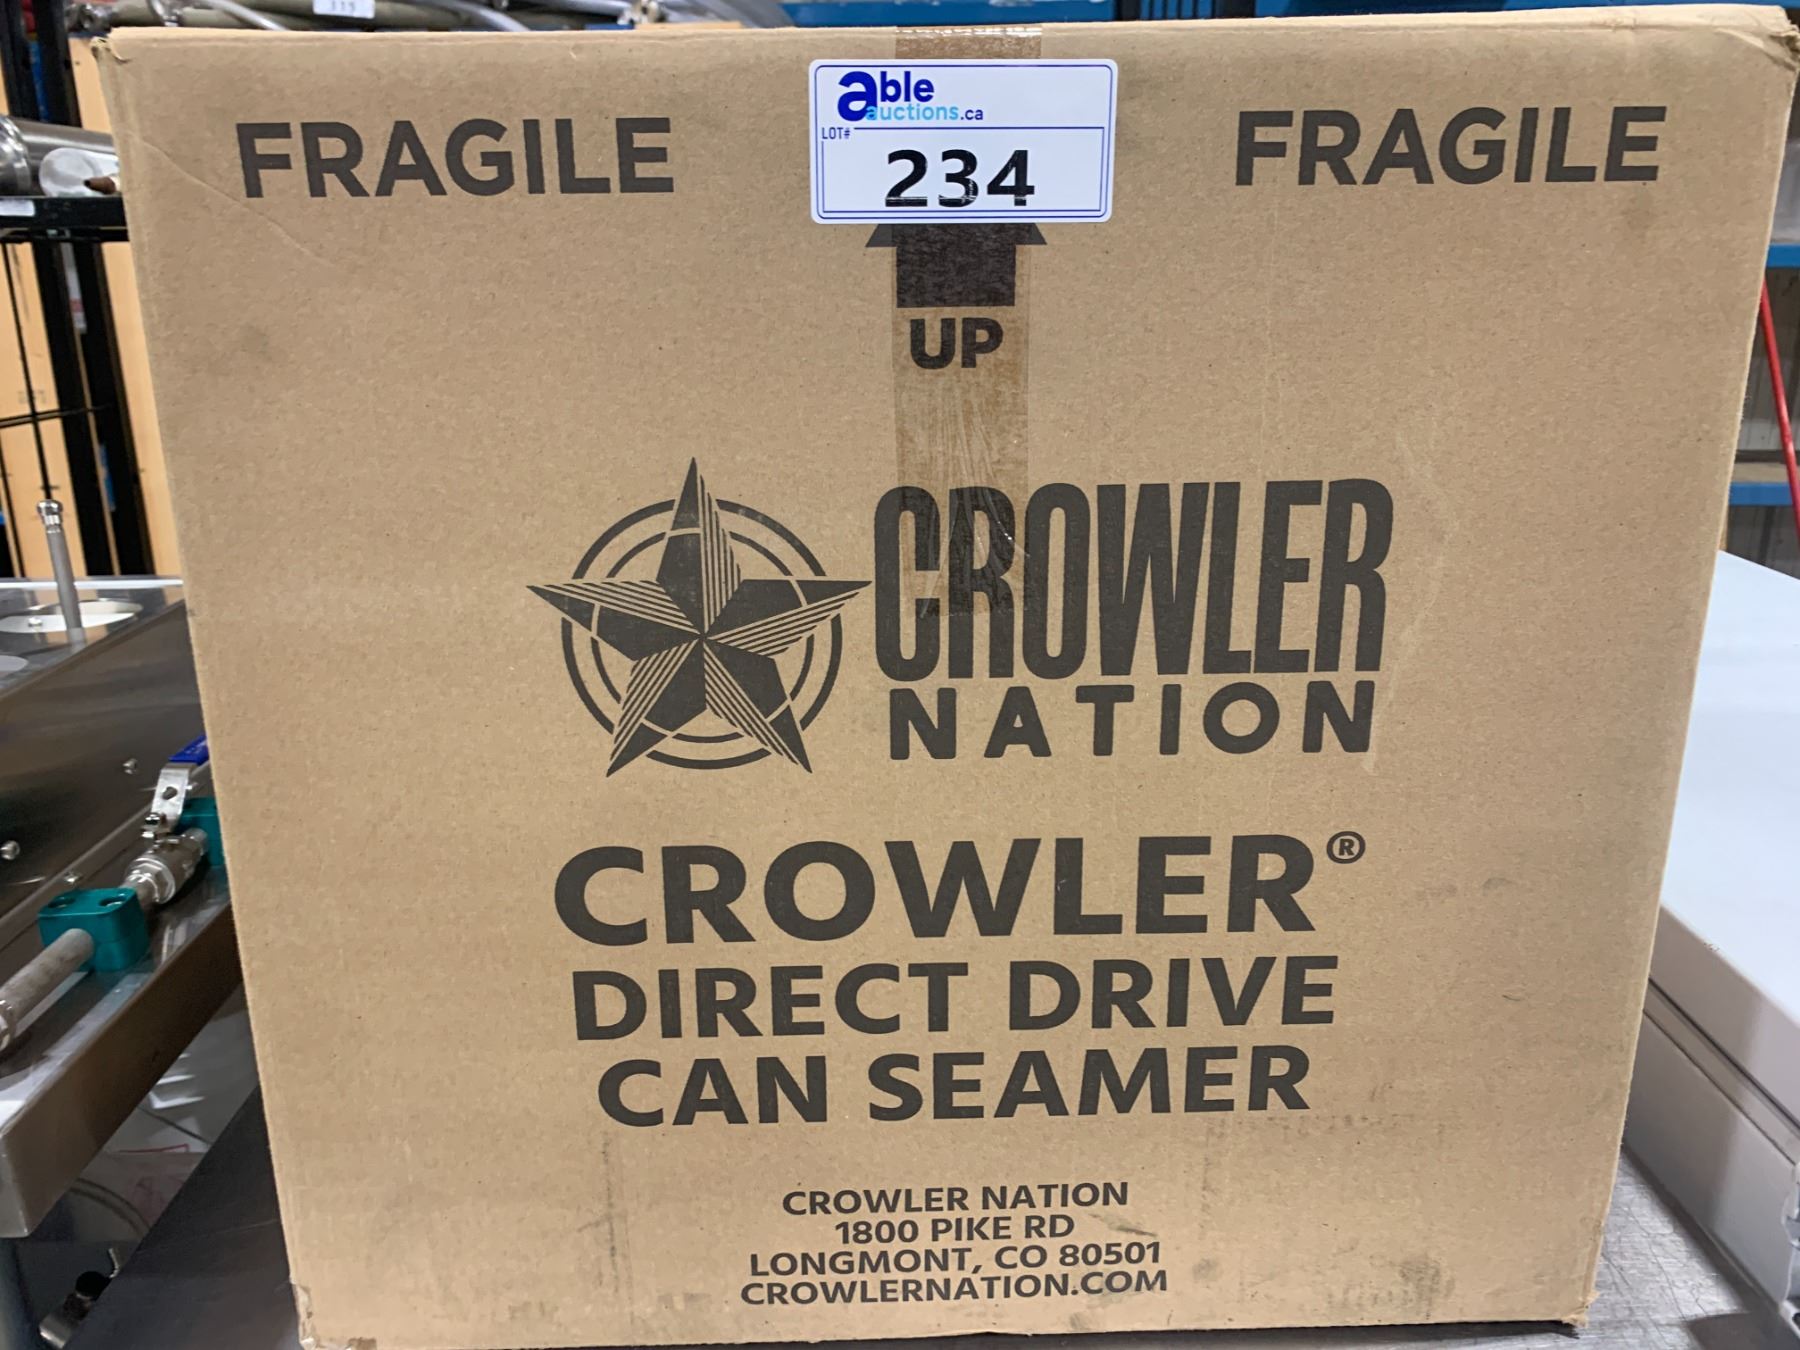 able
auctions.ca
LOT#
234
FRAGILE
FRAGILE
UP
CROWLER
NATION
CROWLER®
DIRECT DRIVE
CAN SEAMER
CROWLER NATION
1800 PIKE RD
LONGMONT, CO 80501
CROWLERNATION.COM